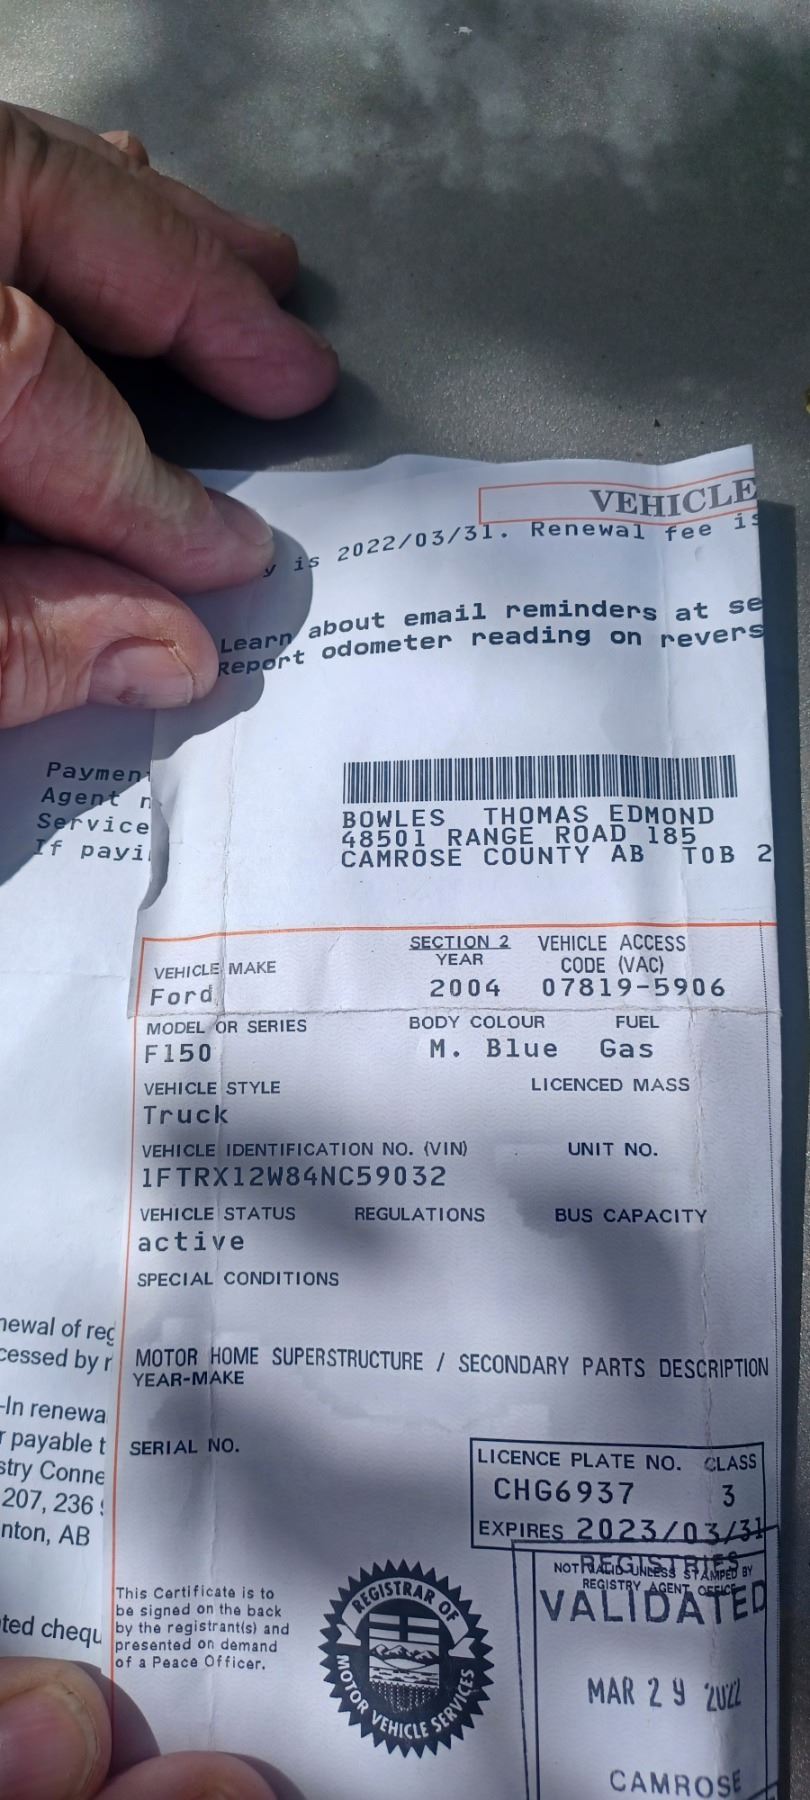 VEHICLE
y is 2022/03/31. Renewal fee is
Learn about email reminders at se
Report odometer reading on revers
Paymen
Agent n
Service
If payi
BOWLES THOMAS EDMOND
48501 RANGE ROAD 185
CAMROSE COUNTY AB T0B 2
SECTION 2
VEHICLE MAKE YEAR VEHICLE ACCESS CODE (VAC)
Ford 2004 07819-5906
MODEL OR SERIES BODY COLOUR FUEL
F150 M. Blue Gas
VEHICLE STYLE LICENCED MASS
Truck
VEHICLE IDENTIFICATION NO. (VIN) UNIT NO.
1FTRX12W84NC59032
VEHICLE STATUS REGULATIONS BUS CAPACITY
active
SPECIAL CONDITIONS
MOTOR HOME SUPERSTRUCTURE / SECONDARY PARTS DESCRIPTION
YEAR-MAKE
SERIAL NO.
LICENCE PLATE NO. CLASS
CHG6937 3
EXPIRES 2023/03/31
NOT VALID UNLESS STAMPED BY
REGISTRY AGENT OFFICE
REGISTRIES
VALIDATED
MAR 29 2022
CAMROSE
This Certificate is to
be signed on the back
by the registrant(s) and
presented on demand
of a Peace Officer.
REGISTRAR OF
MOTOR VEHICLE SERVICES
newal of reg
cessed by r
-In renewa
r payable t
stry Conne
207, 236
nton, AB
ted chequ